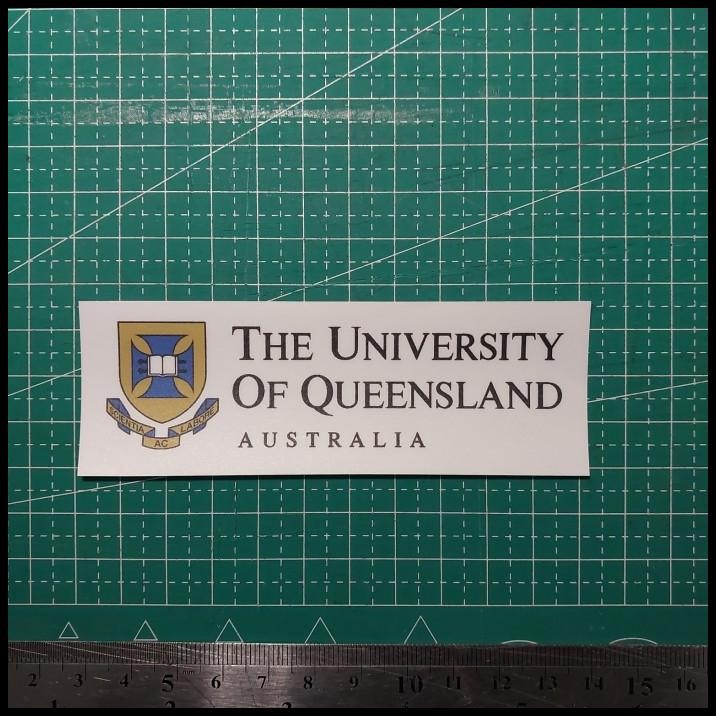 THE UNIVERSITY
OF QUEENSLAND
AUSTRALIA
SCIENTIA AC LABORE
2 3 4 5 6 7 8 9 10 11 12 13 14 15 16